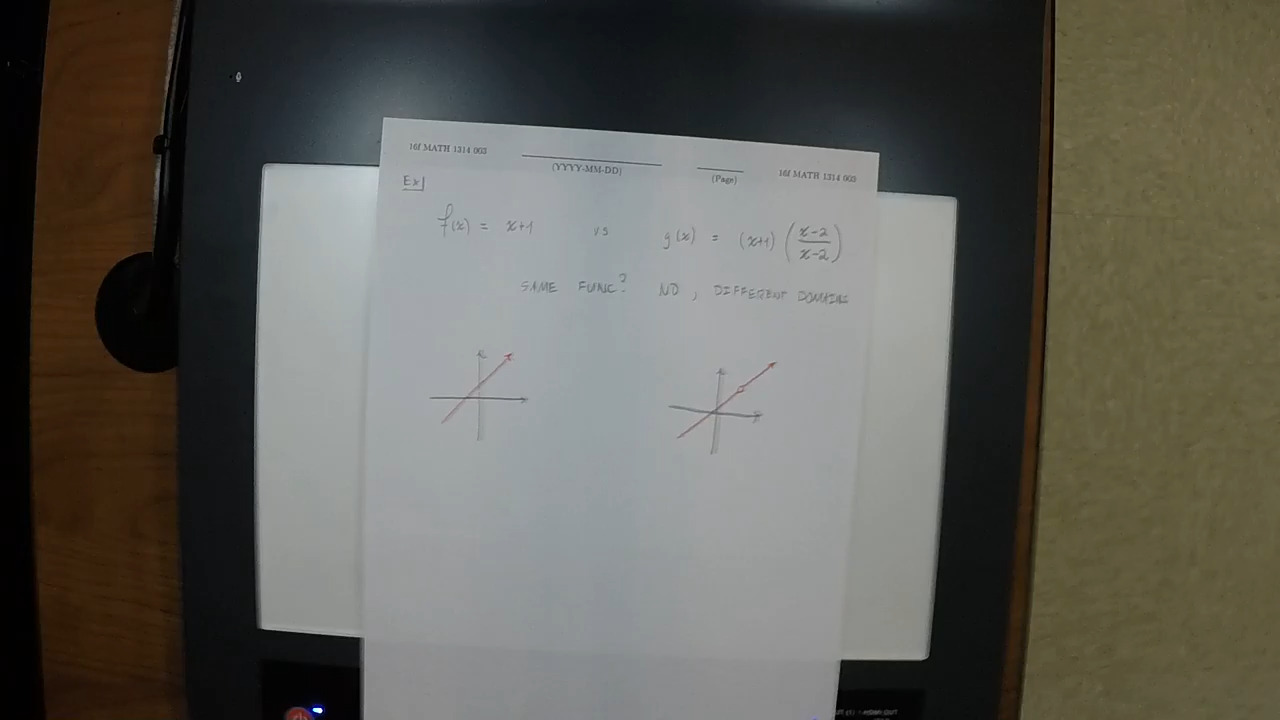 16f MATH 1314 003 (YYYY-MM-DD) (Page) 16f MATH 1314 003
Ex1
f(x) = x+1 vs g(x) = (x+1) (x-2/x-2)
SAME FUNC? NO, DIFFERENT DOMAINS